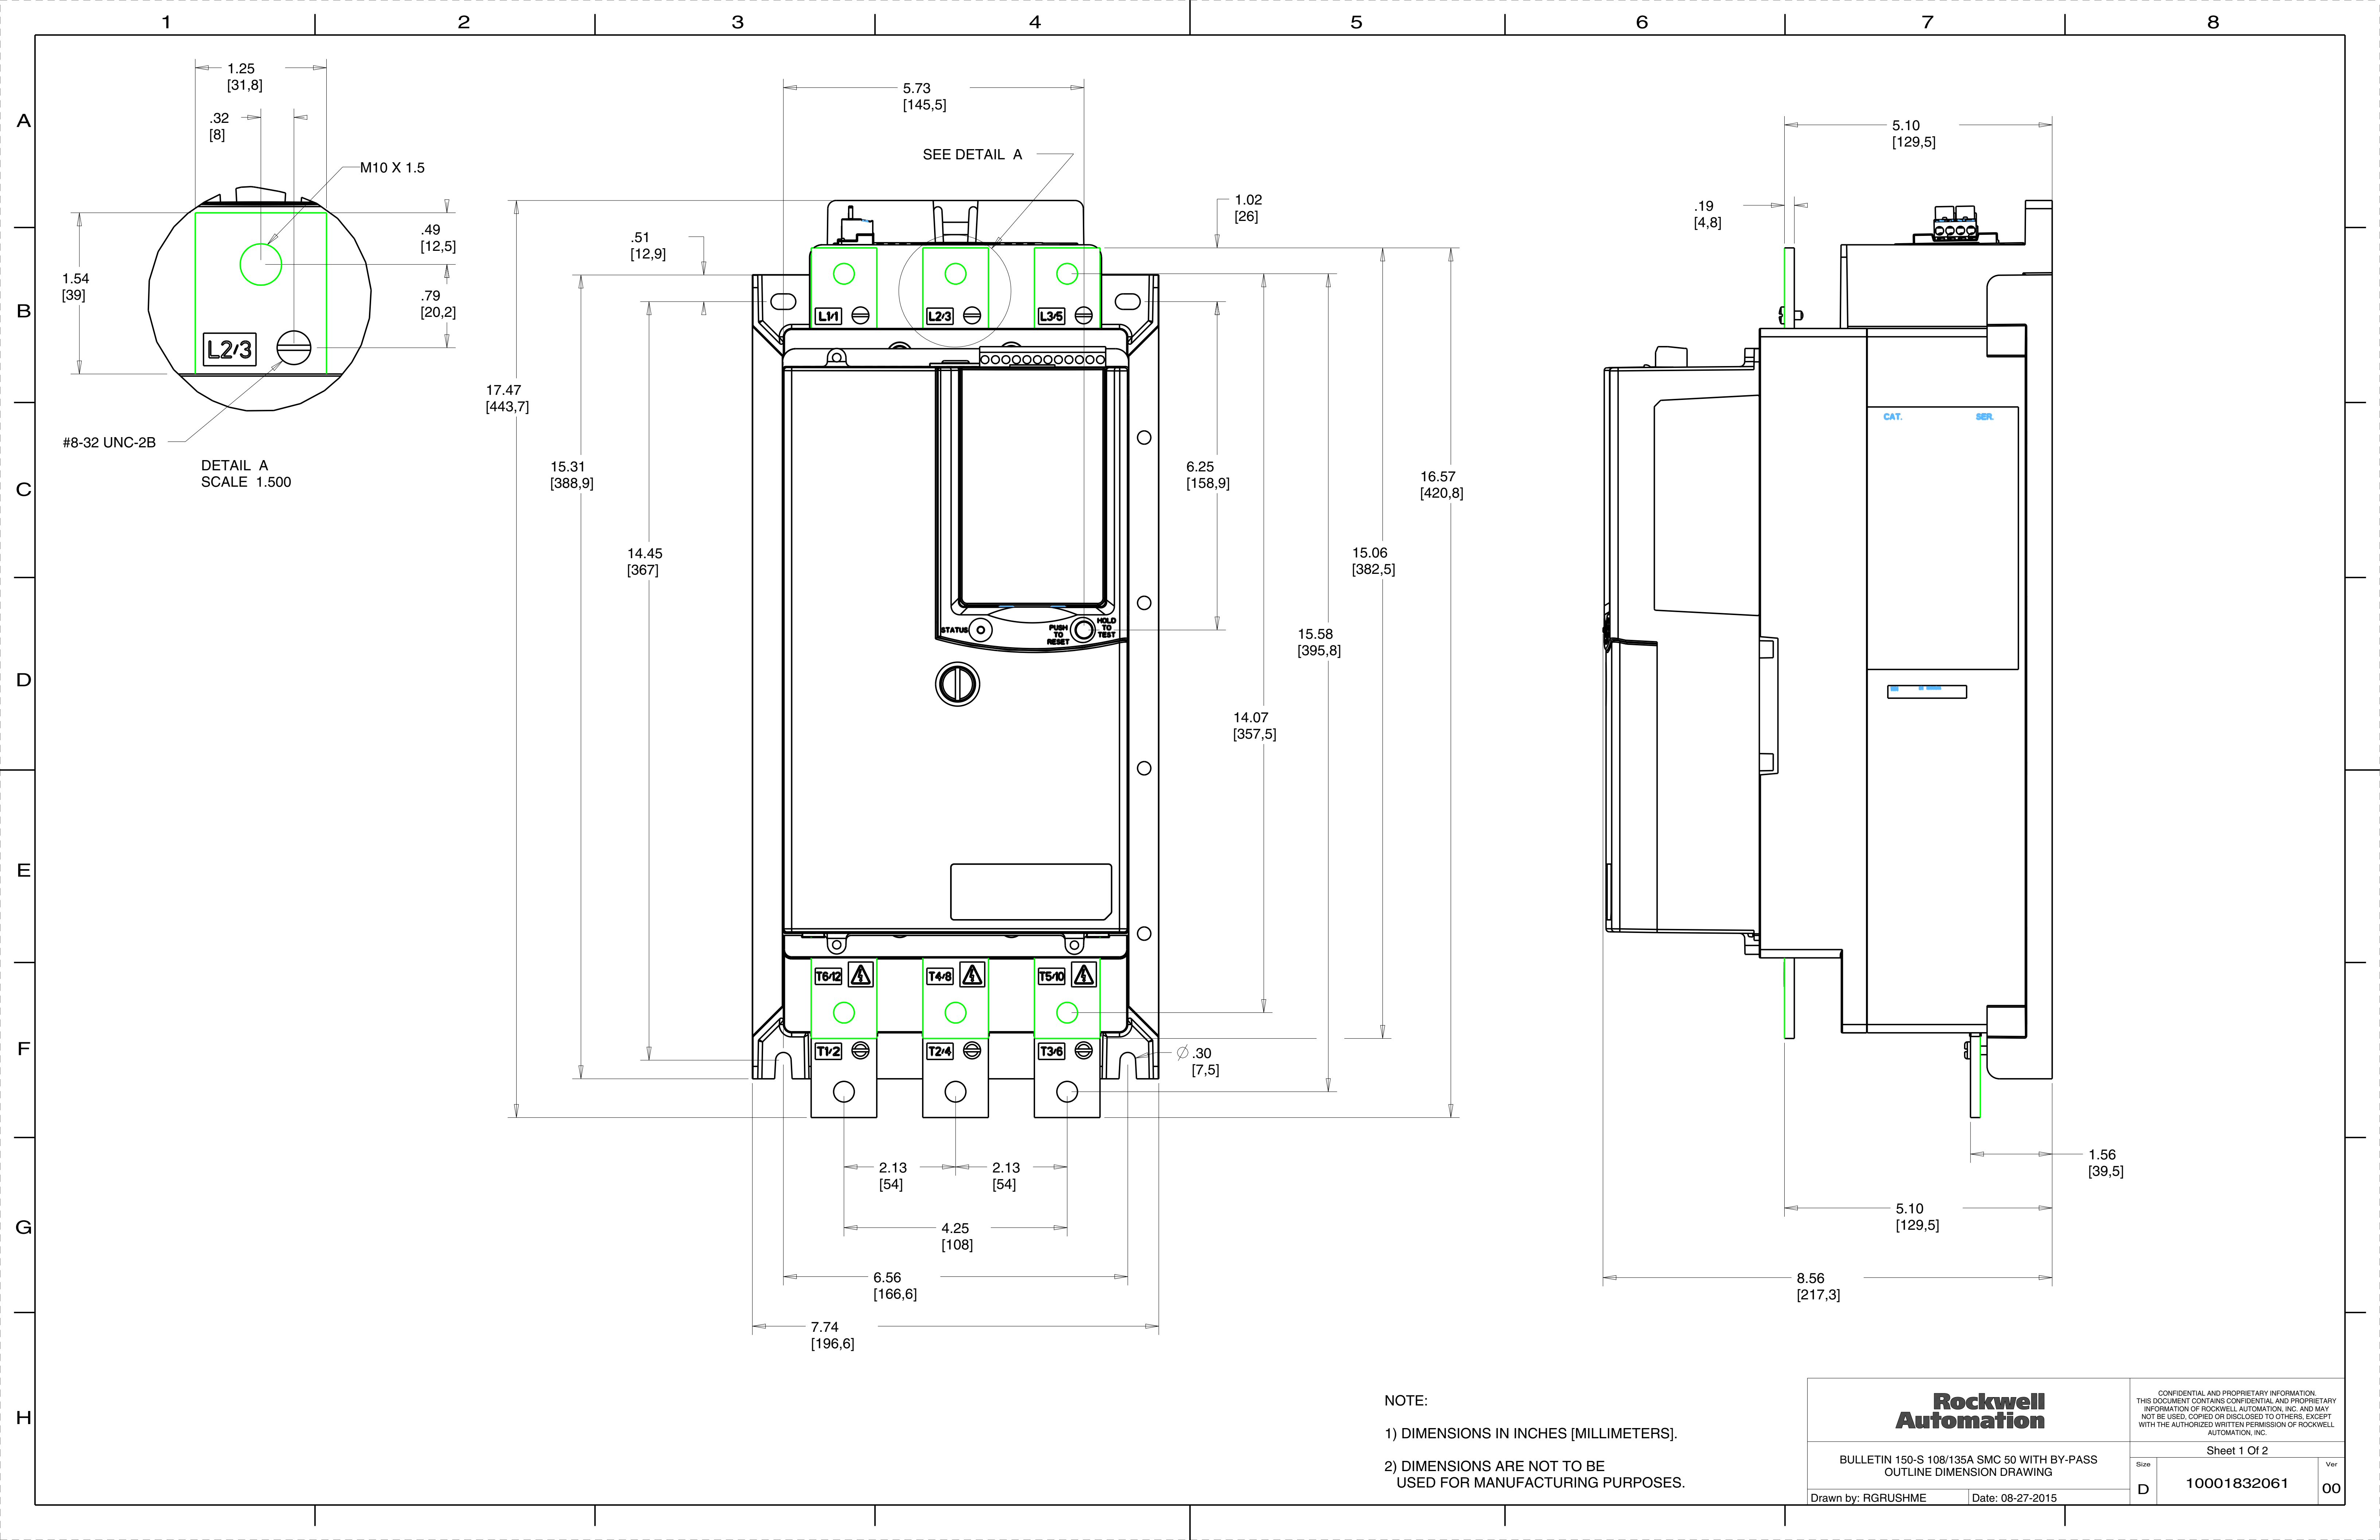 1 2 3 4 5 6 7 8
A
B
C
D
E
F
G
H
1.25
[31,8]
.32
[8]
M10 X 1.5
.49
[12,5]
1.54
[39]
.79
[20,2]
L2/3
#8-32 UNC-2B
DETAIL A
SCALE 1.500
5.73
[145,5]
SEE DETAIL A
1.02
[26]
.51
[12,9]
L1/1
L2/3
L3/5
17.47
[443,7]
15.31
[388,9]
14.45
[367]
6.25
[158,9]
16.57
[420,8]
15.06
[382,5]
15.58
[395,8]
14.07
[357,5]
STATUS
PUSH
TO
RESET
HOLD
TO
TEST
T6/12
T4/8
T5/10
T1/2
T2/4
T3/6
∅ .30
[7,5]
2.13
[54]
2.13
[54]
4.25
[108]
6.56
[166,6]
7.74
[196,6]
5.10
[129,5]
.19
[4,8]
CAT. SER.
1.56
[39,5]
5.10
[129,5]
8.56
[217,3]
NOTE:
1) DIMENSIONS IN INCHES [MILLIMETERS].
2) DIMENSIONS ARE NOT TO BE
USED FOR MANUFACTURING PURPOSES.
Rockwell
Automation
CONFIDENTIAL AND PROPRIETARY INFORMATION.
THIS DOCUMENT CONTAINS CONFIDENTIAL AND PROPRIETARY
INFORMATION OF ROCKWELL AUTOMATION, INC. AND MAY
NOT BE USED, COPIED OR DISCLOSED TO OTHERS, EXCEPT
WITH THE AUTHORIZED WRITTEN PERMISSION OF ROCKWELL
AUTOMATION, INC.
Sheet 1 Of 2
BULLETIN 150-S 108/135A SMC 50 WITH BY-PASS
OUTLINE DIMENSION DRAWING
Size
D
10001832061
Ver
00
Drawn by: RGRUSHME
Date: 08-27-2015